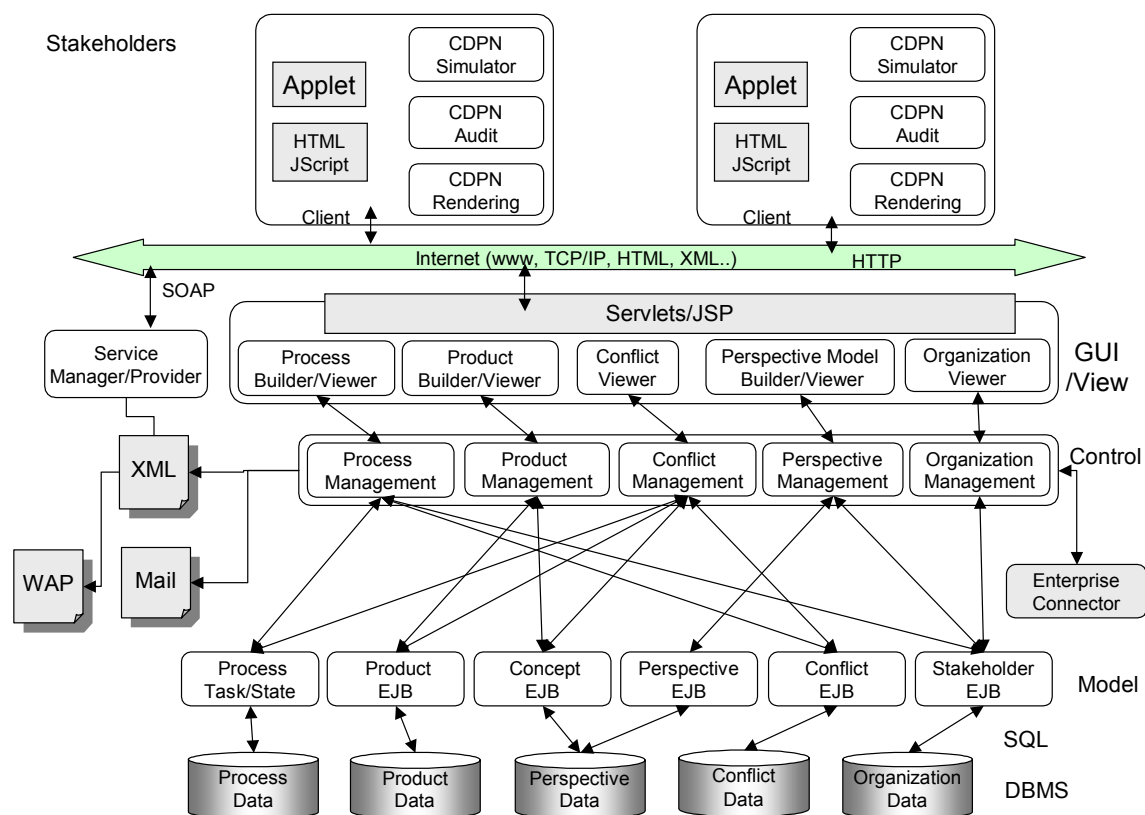 Stakeholders
CDPN
Simulator
Applet
CDPN
Audit
HTML
JScript
CDPN
Rendering
Client
CDPN
Simulator
Applet
CDPN
Audit
HTML
JScript
CDPN
Rendering
Client
Internet (www, TCP/IP, HTML, XML..)
HTTP
SOAP
Servlets/JSP
Service
Manager/Provider
Process
Builder/Viewer
Product
Builder/Viewer
Conflict
Viewer
Perspective Model
Builder/Viewer
Organization
Viewer
GUI
/View
XML
Process
Management
Product
Management
Conflict
Management
Perspective
Management
Organization
Management
Control
WAP
Mail
Enterprise
Connector
Process
Task/State
Product
EJB
Concept
EJB
Perspective
EJB
Conflict
EJB
Stakeholder
EJB
Model
SQL
Process
Data
Product
Data
Perspective
Data
Conflict
Data
Organization
Data
DBMS